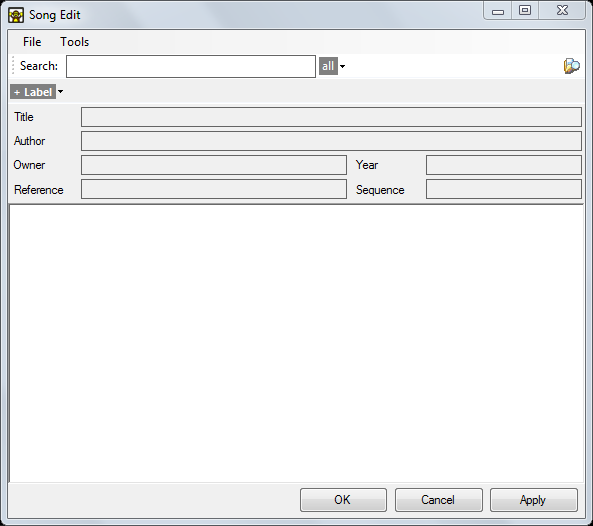 Song Edit
File Tools
Search: all
+ Label
Title
Author
Owner Year
Reference Sequence
OK Cancel Apply